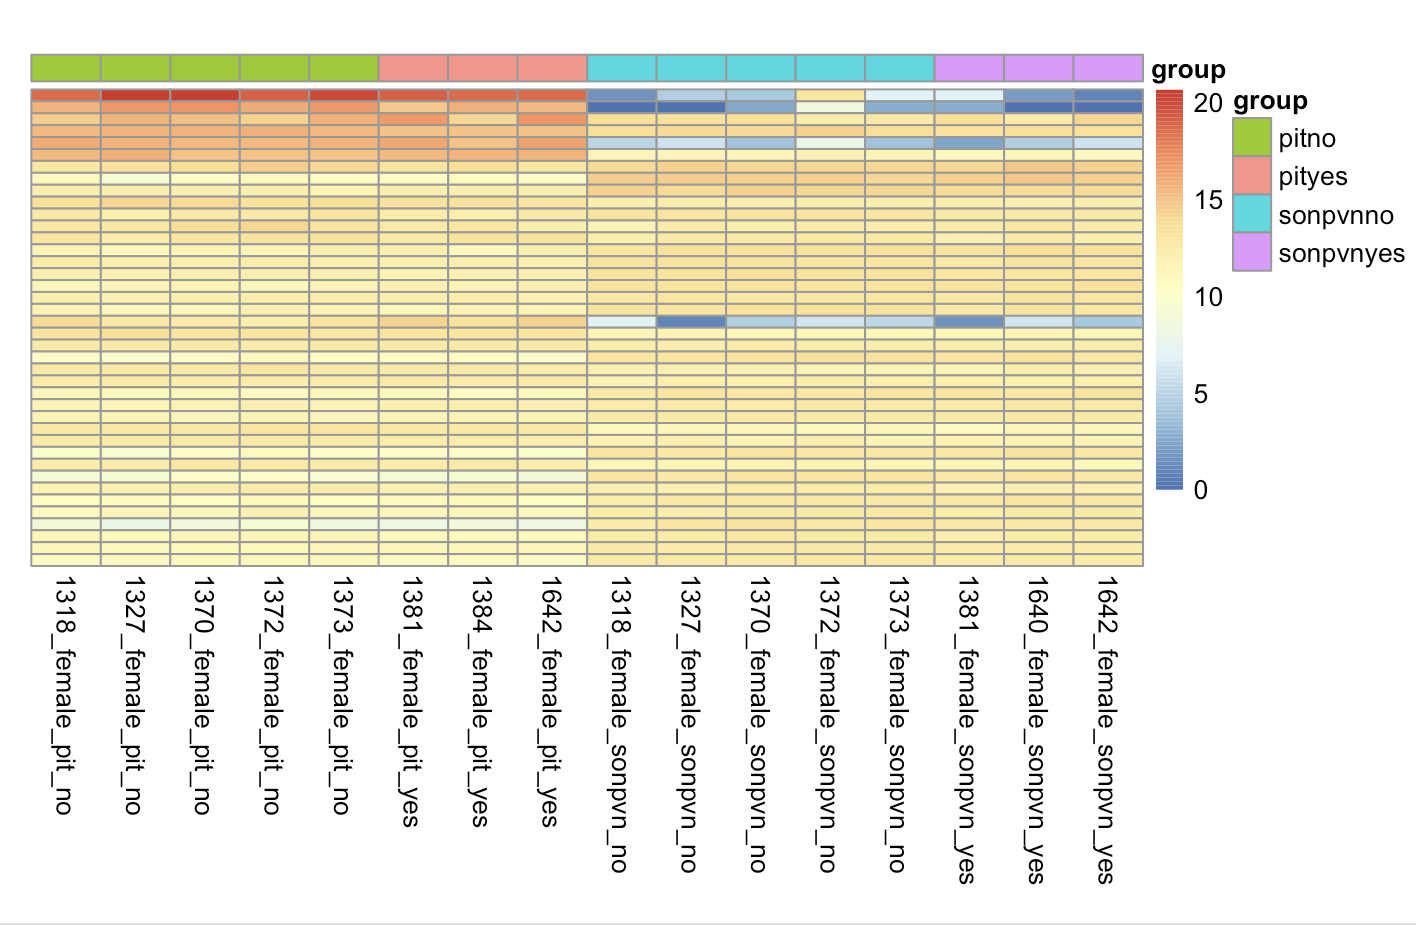 group
20
15
10
5
0
group
pitno
pityes
sonpvnno
sonpvnyes
1318_female_pit_no
1327_female_pit_no
1370_female_pit_no
1372_female_pit_no
1373_female_pit_no
1381_female_pit_yes
1384_female_pit_yes
1642_female_pit_yes
1318_female_sonpvn_no
1327_female_sonpvn_no
1370_female_sonpvn_no
1372_female_sonpvn_no
1373_female_sonpvn_no
1381_female_sonpvn_yes
1640_female_sonpvn_yes
1642_female_sonpvn_yes